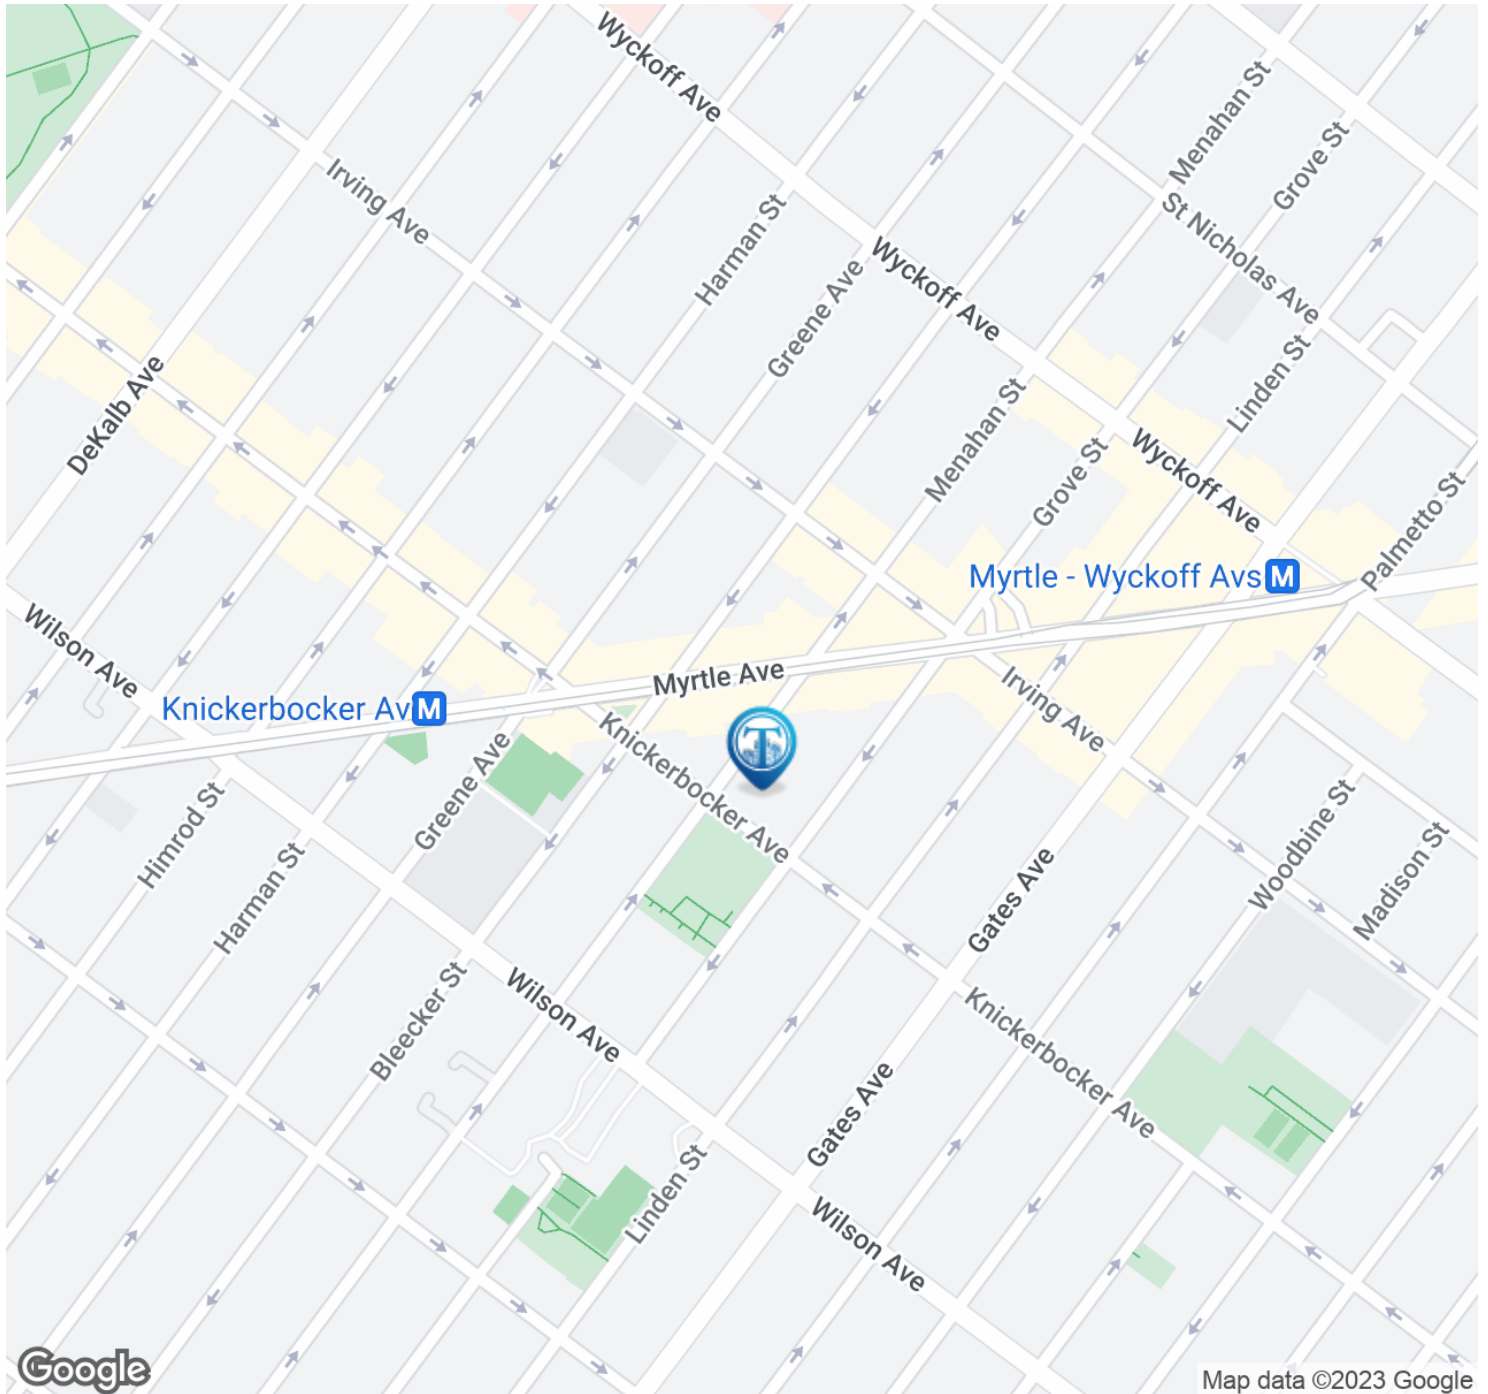 Wyckoff Ave
Menahan St
Grove St
Irving Ave
Harman St
St Nicholas Ave
Wyckoff Ave
Greene Ave
DeKalb Ave
Linden St
Menahan St
Grove St
Wyckoff Ave
Palmetto St
Myrtle - Wyckoff Avs M
Wilson Ave
Myrtle Ave
Knickerbocker Av M
Irving Ave
T
Knickerbocker Ave
Greene Ave
Himrod St
Harman St
Woodbine St
Madison St
Gates Ave
Bleecker St
Wilson Ave
Knickerbocker Ave
Gates Ave
Linden St
Wilson Ave
Google
Map data ©2023 Google